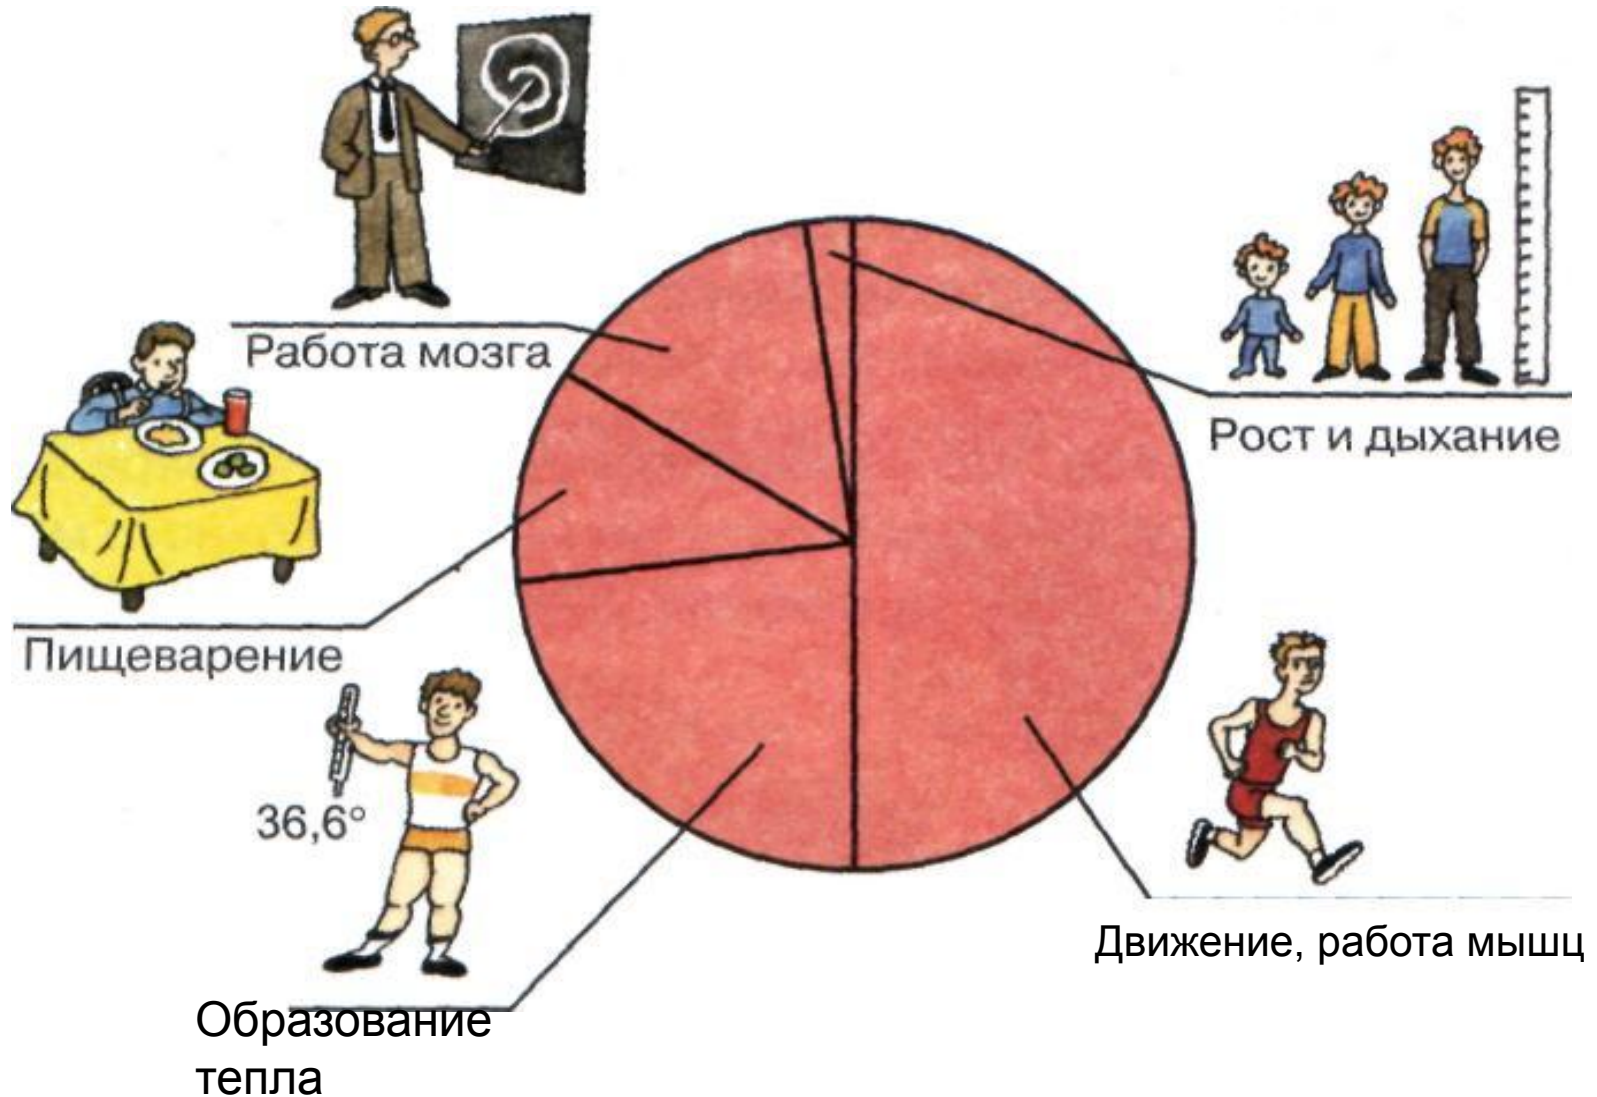 Работа мозга
Рост и дыхание
Пищеварение
36,6°
Движение, работа мышц
Образование
тепла